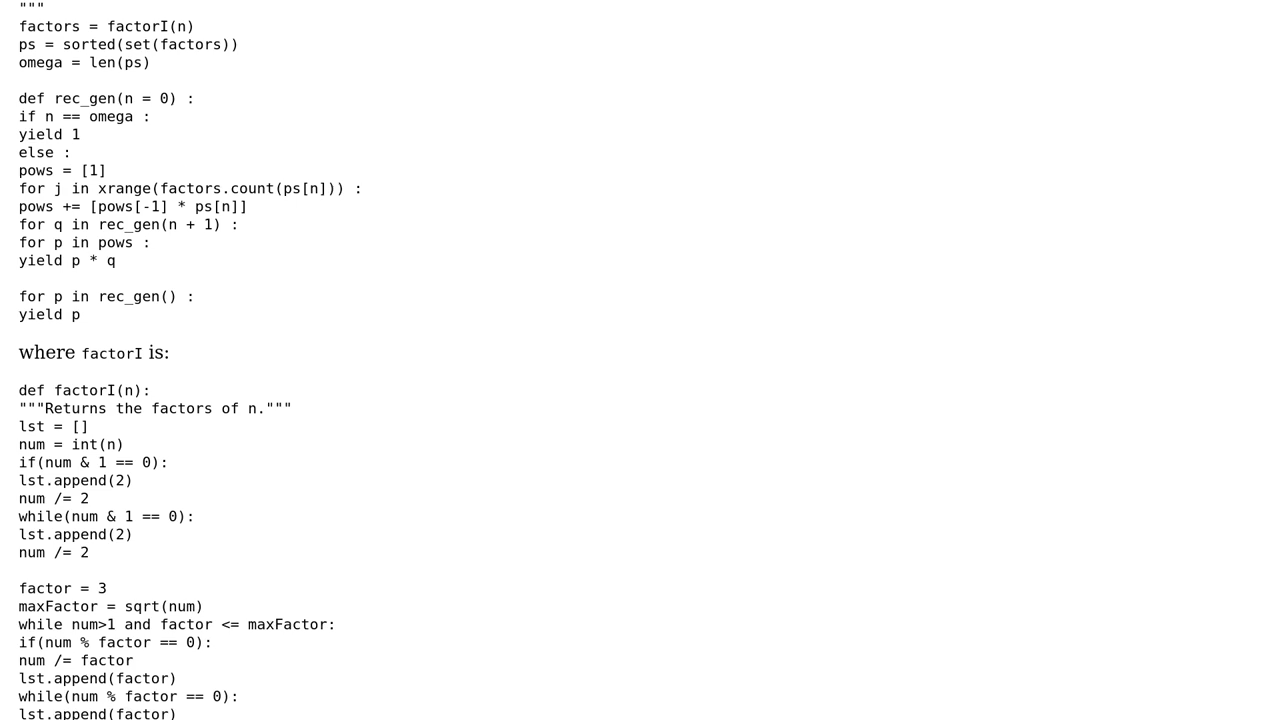 """
factors = factorI(n)
ps = sorted(set(factors))
omega = len(ps)

def rec_gen(n = 0) :
if n == omega :
yield 1
else :
pows = [1]
for j in xrange(factors.count(ps[n])) :
pows += [pows[-1] * ps[n]]
for q in rec_gen(n + 1) :
for p in pows :
yield p * q

for p in rec_gen() :
yield p

where factorI is:

def factorI(n):
"""Returns the factors of n."""
lst = []
num = int(n)
if(num & 1 == 0):
lst.append(2)
num /= 2
while(num & 1 == 0):
lst.append(2)
num /= 2

factor = 3
maxFactor = sqrt(num)
while num>1 and factor <= maxFactor:
if(num % factor == 0):
num /= factor
lst.append(factor)
while(num % factor == 0):
lst.append(factor)